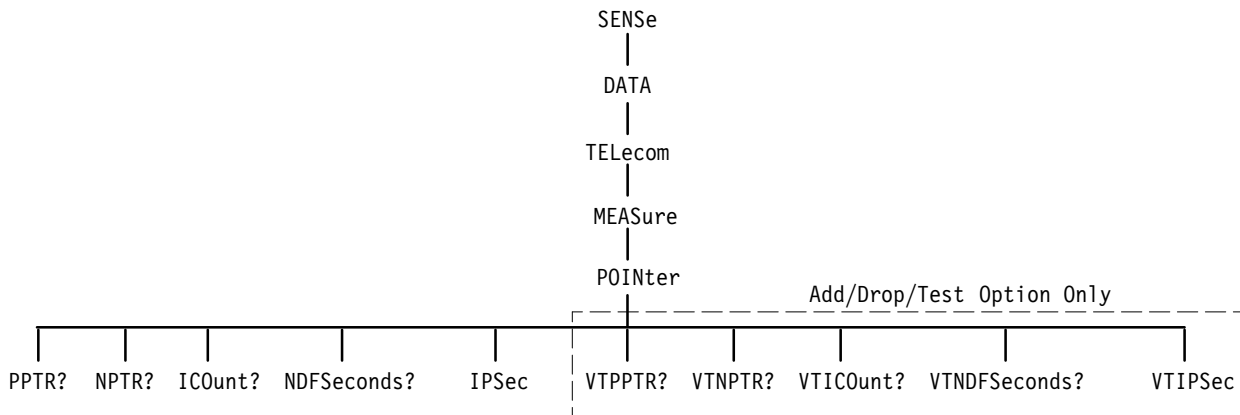 SENSe
DATA
TELecom
MEASure
POINter
Add/Drop/Test Option Only
PPTR? NPTR? ICOunt? NDFSeconds? IPSec VTPPTR? VTNPTR? VTICOunt? VTNDFSeconds? VTIPSec